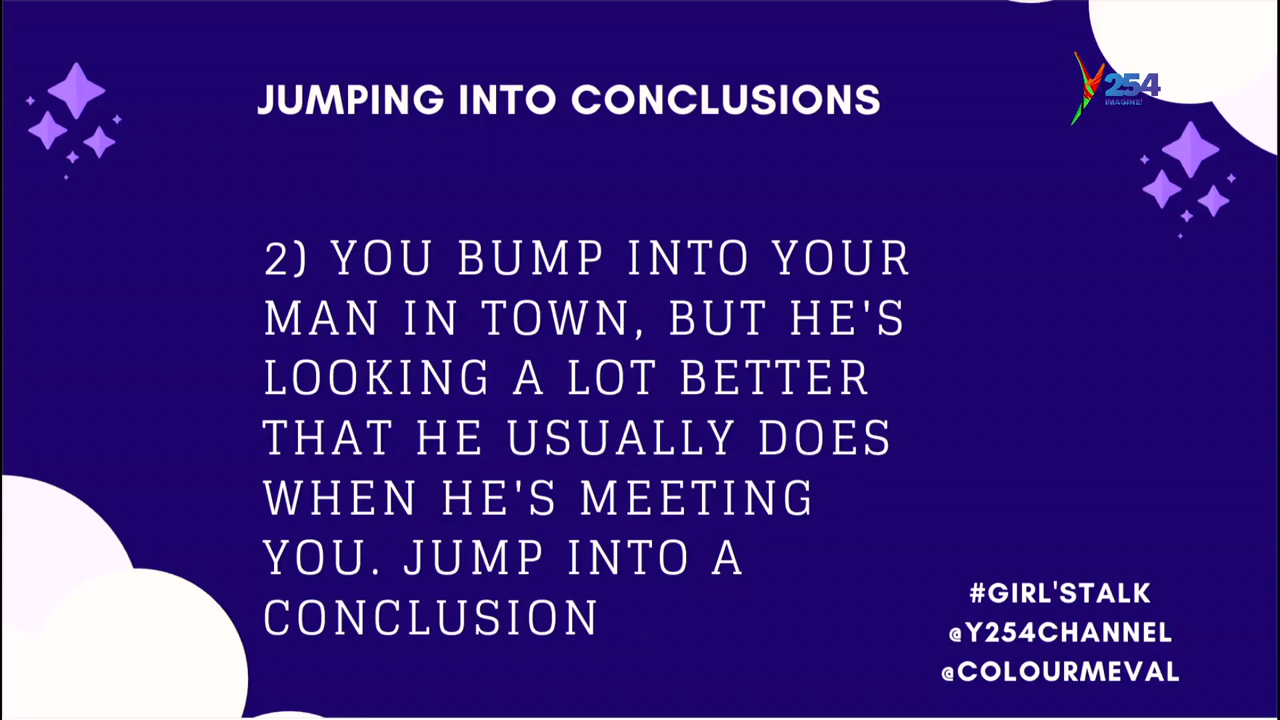 JUMPING INTO CONCLUSIONS
254
IMAGINE!
2) YOU BUMP INTO YOUR
MAN IN TOWN, BUT HE'S
LOOKING A LOT BETTER
THAT HE USUALLY DOES
WHEN HE'S MEETING
YOU. JUMP INTO A
CONCLUSION
#GIRL'STALK
@Y254CHANNEL
@COLOURMEVAL